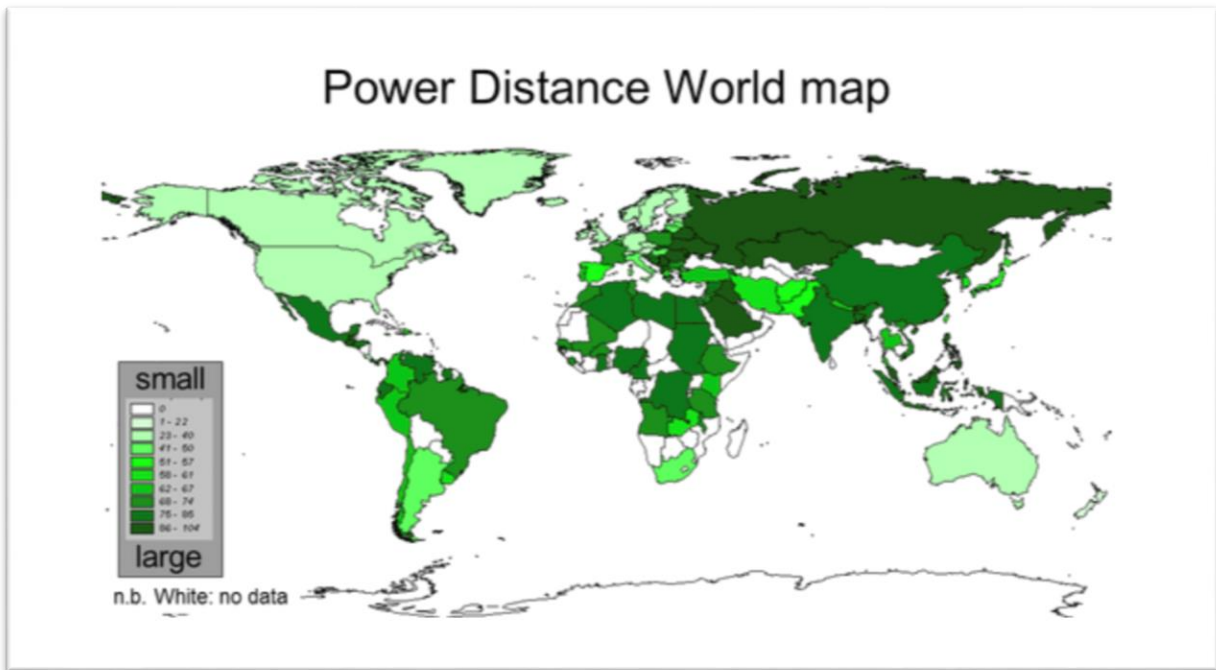 Power Distance World map
small
0
1 - 22
23 - 40
41 - 50
51 - 57
58 - 61
62 - 67
68 - 74
75 - 85
86 - 104
large
n.b. White: no data